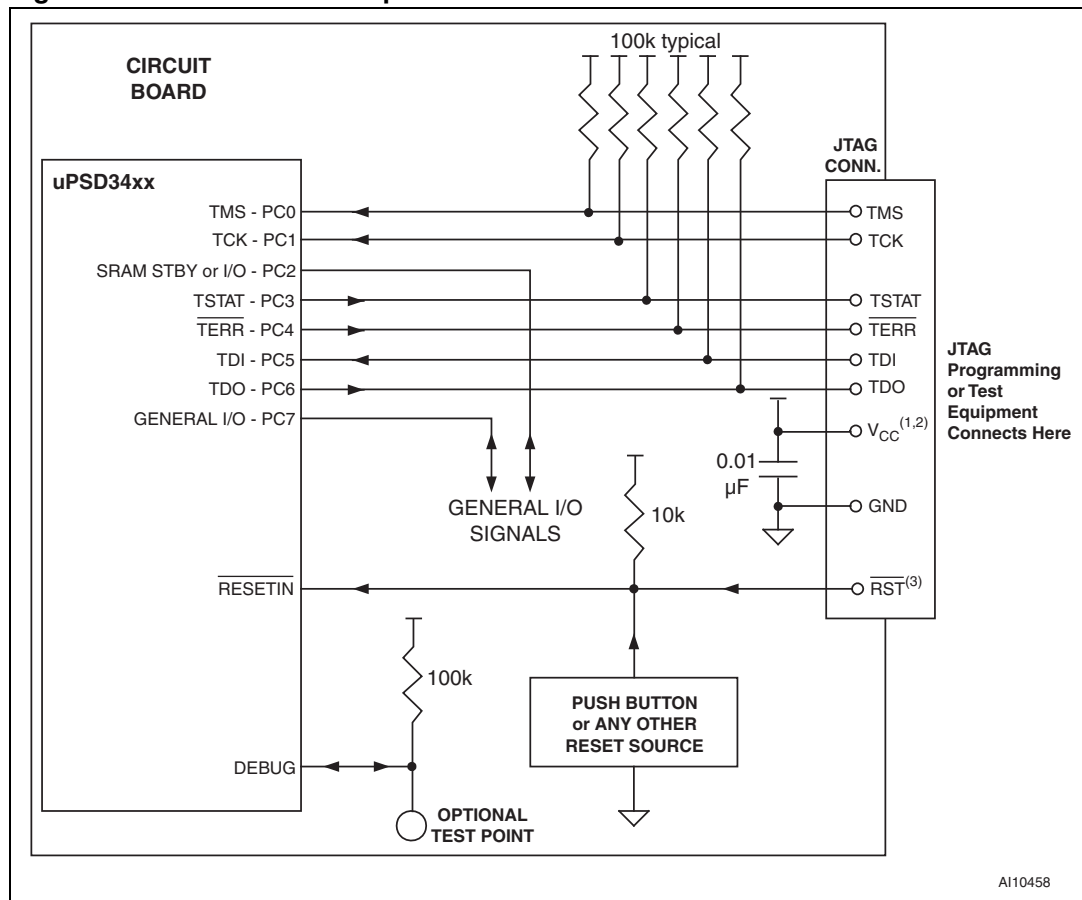 100k typical
CIRCUIT
BOARD
JTAG
CONN.
uPSD34xx
TMS - PC0
TMS
TCK - PC1
TCK
SRAM STBY or I/O - PC2
TSTAT - PC3
TSTAT
TERR - PC4
TERR
TDI - PC5
TDI
TDO - PC6
TDO
GENERAL I/O - PC7
VCC(1,2)
JTAG
Programming
or Test
Equipment
Connects Here
0.01
µF
GENERAL I/O
SIGNALS
10k
GND
RESETIN
RST(3)
100k
PUSH BUTTON
or ANY OTHER
RESET SOURCE
DEBUG
OPTIONAL
TEST POINT
AI10458